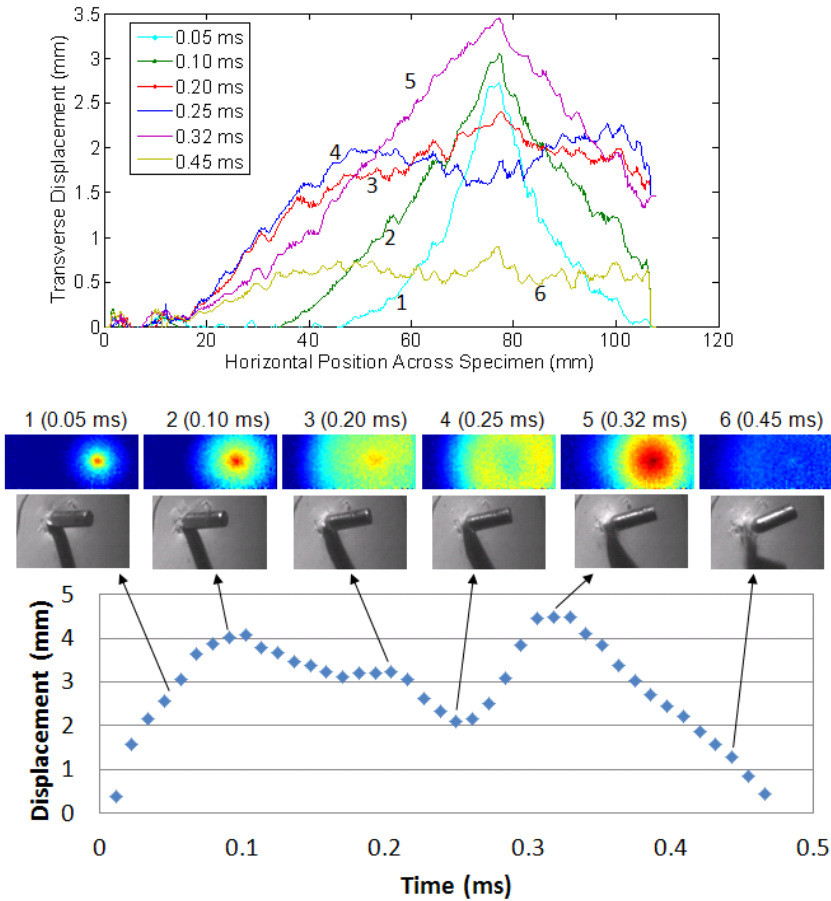 3.5
3
2.5
2
1.5
1
0.5
0
Transverse Displacement (mm)
0.05 ms
0.10 ms
0.20 ms
0.25 ms
0.32 ms
0.45 ms
5
4
3
2
1
6
0 20 40 60 80 100 120
Horizontal Position Across Specimen (mm)
1 (0.05 ms) 2 (0.10 ms) 3 (0.20 ms) 4 (0.25 ms) 5 (0.32 ms) 6 (0.45 ms)
5
4
3
2
1
0
Displacement (mm)
0 0.1 0.2 0.3 0.4 0.5
Time (ms)